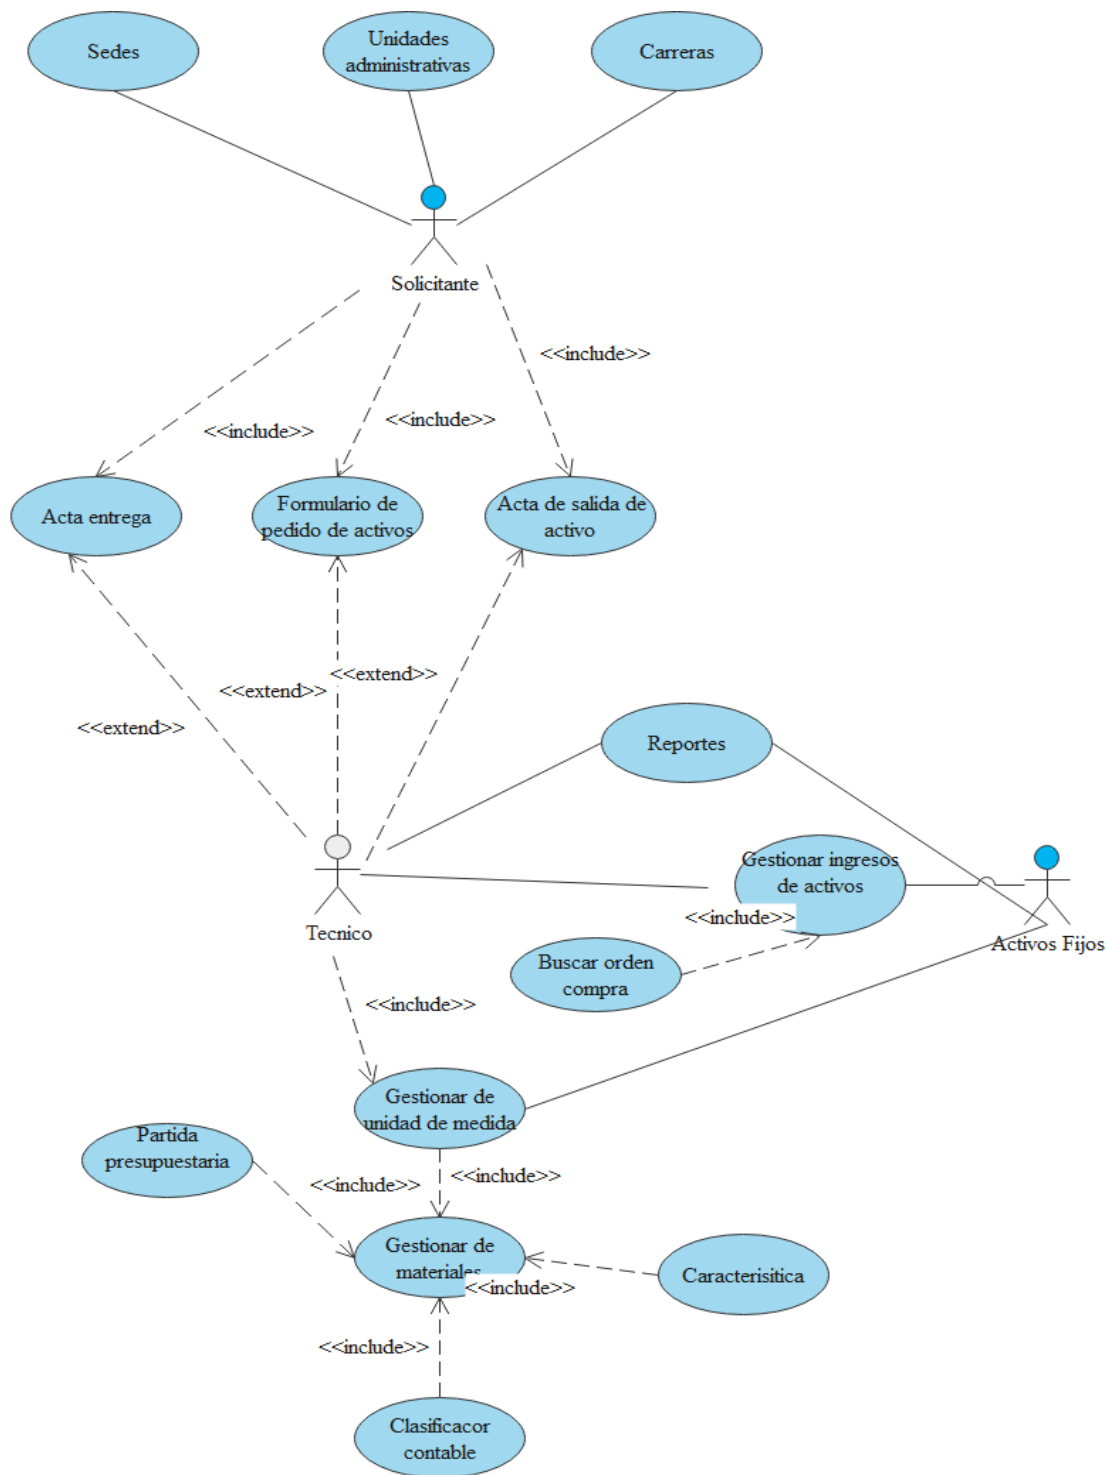 Sedes
Unidades
administrativas
Carreras
Solicitante
<<include>>
<<include>>
<<include>>
Acta entrega
Formulario de
pedido de activos
Acta de salida de
activo
<<extend>>
<<extend>>
<<extend>>
Reportes
Gestionar ingresos
de activos
<<include>>
Tecnico
Activos Fijos
Buscar orden
compra
<<include>>
Gestionar de
unidad de medida
Partida
presupuestaria
<<include>>
<<include>>
Gestionar de
materiales
<<include>>
Caracterisitica
<<include>>
Clasificacor
contable